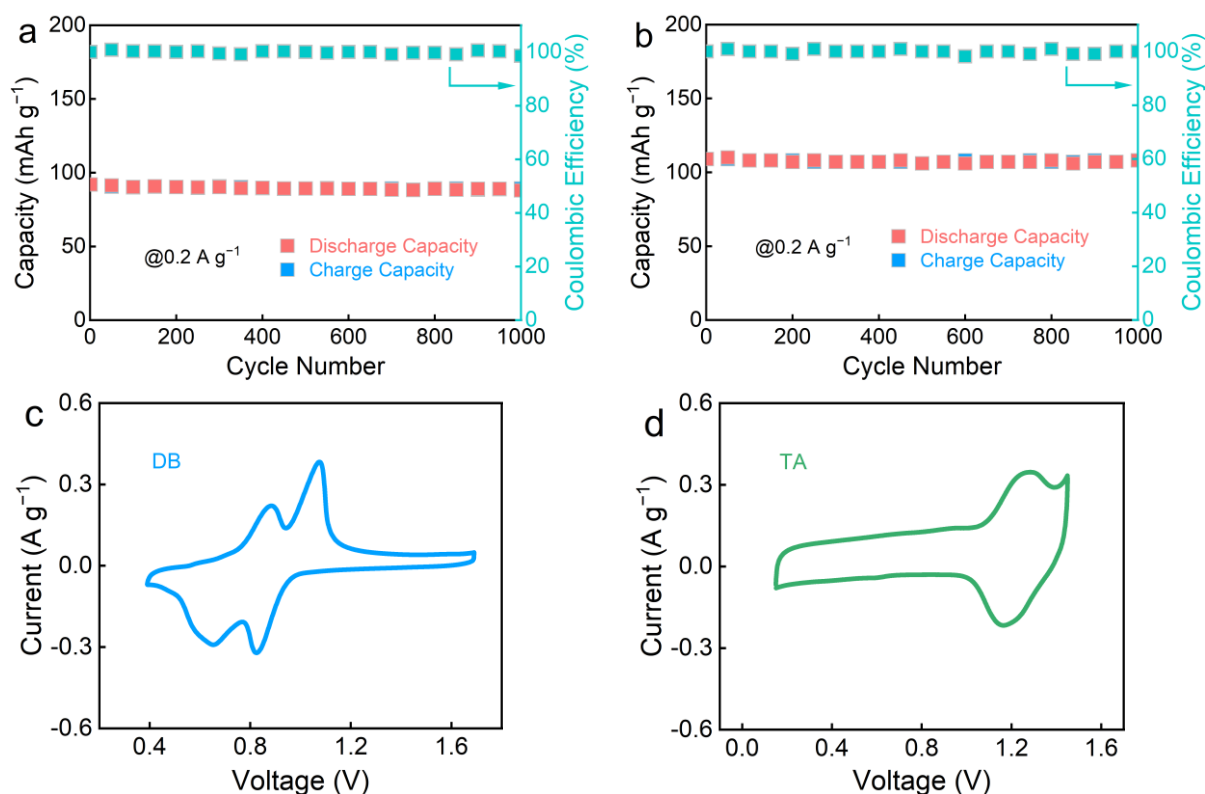 a
200
150
100
50
0
Capacity (mAh g⁻¹)
100
80
60
40
20
0
Coulombic Efficiency (%)
@0.2 A g⁻¹
Discharge Capacity
Charge Capacity
0 200 400 600 800 1000
Cycle Number
b
200
150
100
50
0
Capacity (mAh g⁻¹)
100
80
60
40
20
0
Coulombic Efficiency (%)
@0.2 A g⁻¹
Discharge Capacity
Charge Capacity
0 200 400 600 800 1000
Cycle Number
c
0.6
0.3
0.0
-0.3
-0.6
Current (A g⁻¹)
DB
0.4 0.8 1.2 1.6
Voltage (V)
d
0.6
0.3
0.0
-0.3
-0.6
Current (A g⁻¹)
TA
0.0 0.4 0.8 1.2 1.6
Voltage (V)